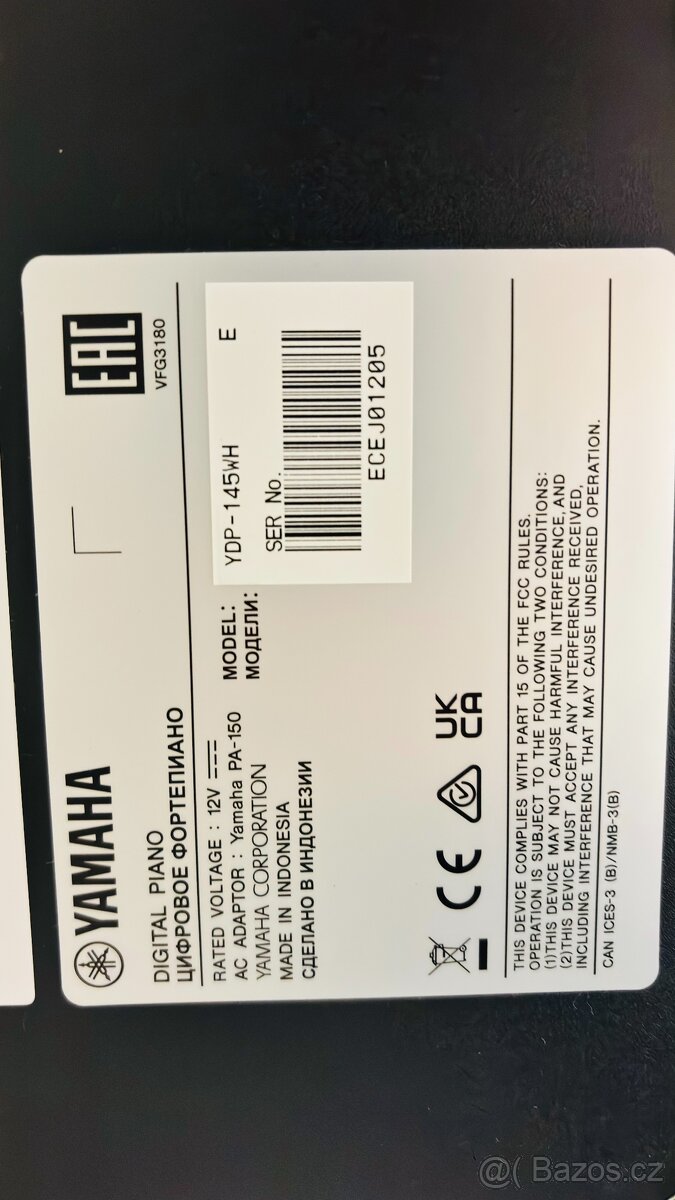 YAMAHA
EAC
VFG3180
DIGITAL PIANO
ЦИФРОВОЕ ФОРТЕПИАНО
RATED VOLTAGE : 12V
AC ADAPTOR : Yamaha PA-150
YAMAHA CORPORATION
MADE IN INDONESIA
СДЕЛАНО В ИНДОНЕЗИИ
MODEL:
МОДЕЛИ:
YDP-145WH E
SER No.
ECEJ01205
CE
UK
CA
THIS DEVICE COMPLIES WITH PART 15 OF THE FCC RULES.
OPERATION IS SUBJECT TO THE FOLLOWING TWO CONDITIONS:
(1)THIS DEVICE MAY NOT CAUSE HARMFUL INTERFERENCE, AND
(2)THIS DEVICE MUST ACCEPT ANY INTERFERENCE RECEIVED,
INCLUDING INTERFERENCE THAT MAY CAUSE UNDESIRED OPERATION.
CAN ICES-3 (B)/NMB-3(B)
@( Bazos.cz